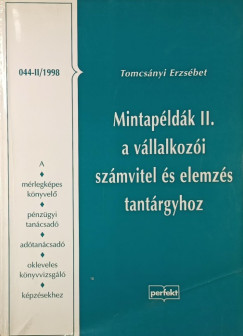 044-II/1998
Tomcsányi Erzsébet
Mintapéldák II.
a vállalkozói
számvitel és elemzés
tantárgyhoz
A
mérlegképes
könyvelő
pénzügyi
tanácsadó
adótanácsadó
okleveles
könyvvizsgáló
képzésekhez
perfekt